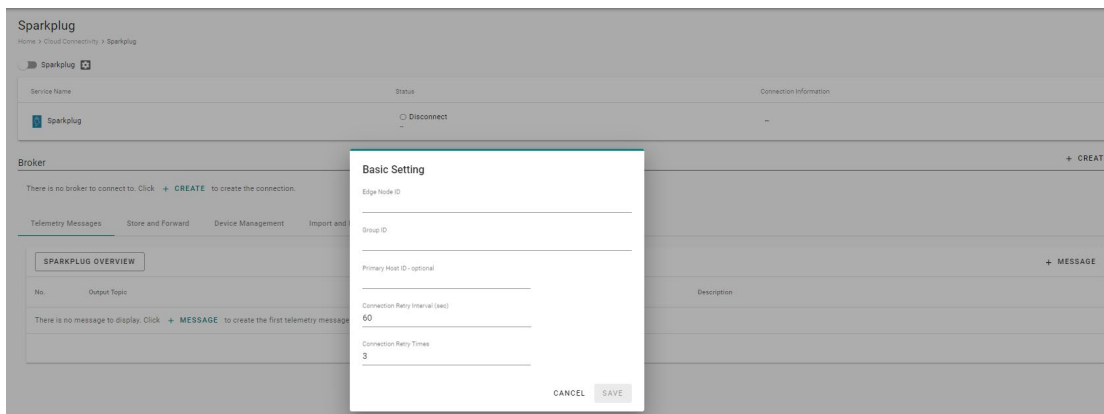 Sparkplug
Home > Cloud Connectivity > Sparkplug
Sparkplug
Service Name Status Connection Information
Sparkplug Disconnect –
–
Broker + CREAT
There is no broker to connect to. Click + CREATE to create the connection.
Telemetry Messages Store and Forward Device Management Import and
SPARKPLUG OVERVIEW + MESSAGE
No. Output Topic Description
There is no message to display. Click + MESSAGE to create the first telemetry message
Basic Setting
Edge Node ID
Group ID
Primary Host ID - optional
Connection Retry Interval (sec)
60
Connection Retry Times
3
CANCEL SAVE